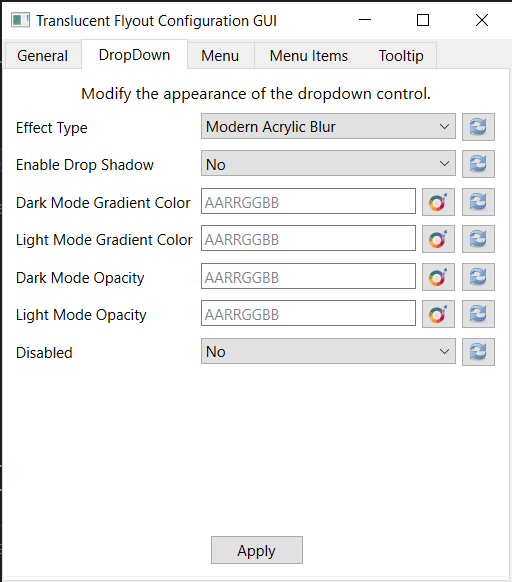 Translucent Flyout Configuration GUI
General DropDown Menu Menu Items Tooltip
Modify the appearance of the dropdown control.
Effect Type Modern Acrylic Blur
Enable Drop Shadow No
Dark Mode Gradient Color AARRGGBB
Light Mode Gradient Color AARRGGBB
Dark Mode Opacity AARRGGBB
Light Mode Opacity AARRGGBB
Disabled No
Apply